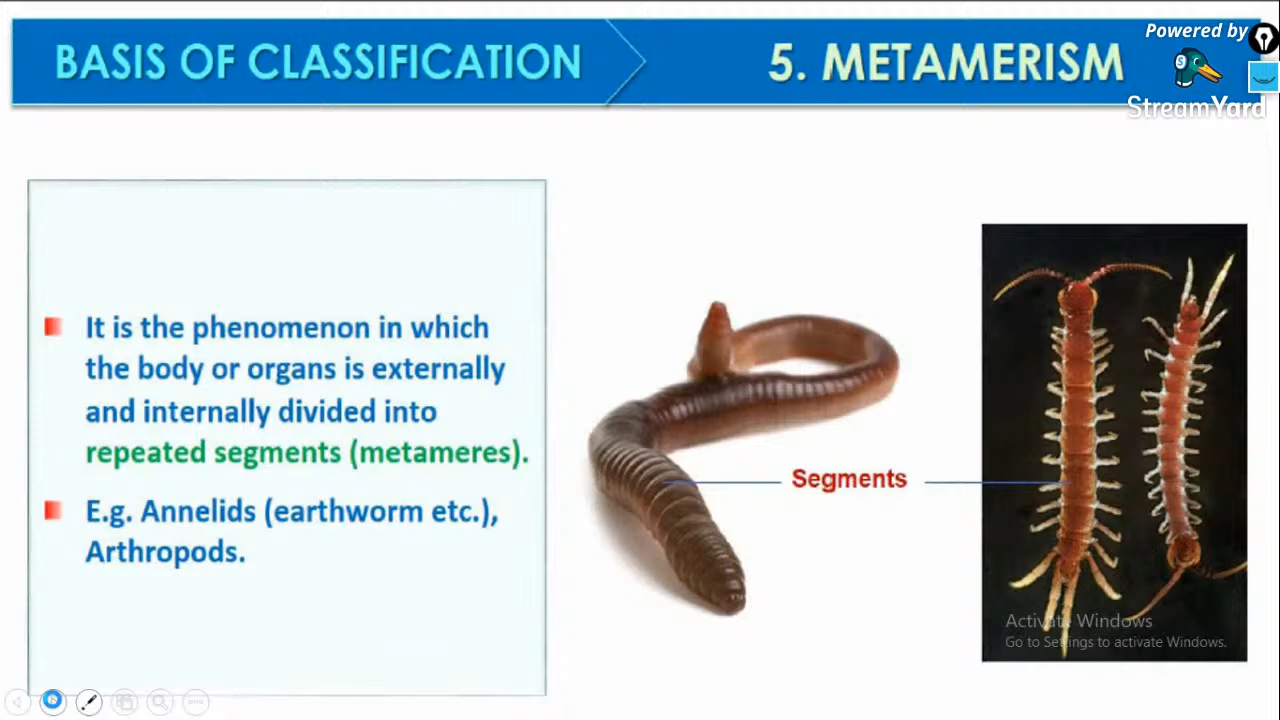 BASIS OF CLASSIFICATION
5. METAMERISM
Powered by
StreamYard
It is the phenomenon in which
the body or organs is externally
and internally divided into
repeated segments (metameres).
E.g. Annelids (earthworm etc.),
Arthropods.
Segments
Activate Windows
Go to Settings to activate Windows.